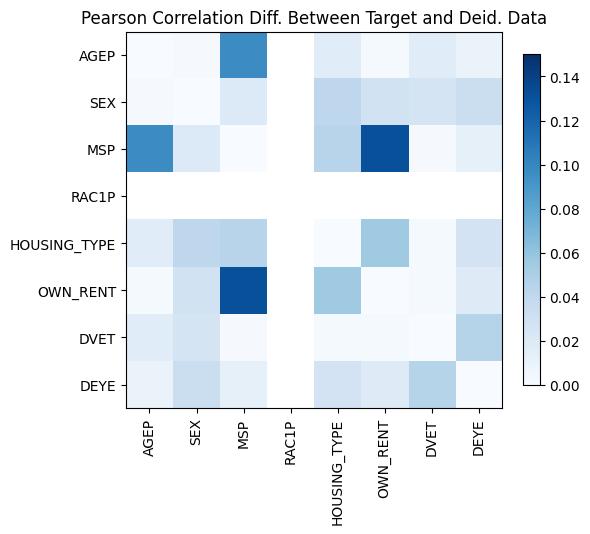 Pearson Correlation Diff. Between Target and Deid. Data
AGEP
SEX
MSP
RAC1P
HOUSING_TYPE
OWN_RENT
DVET
DEYE
AGEP
SEX
MSP
RAC1P
HOUSING_TYPE
OWN_RENT
DVET
DEYE
0.14
0.12
0.10
0.08
0.06
0.04
0.02
0.00